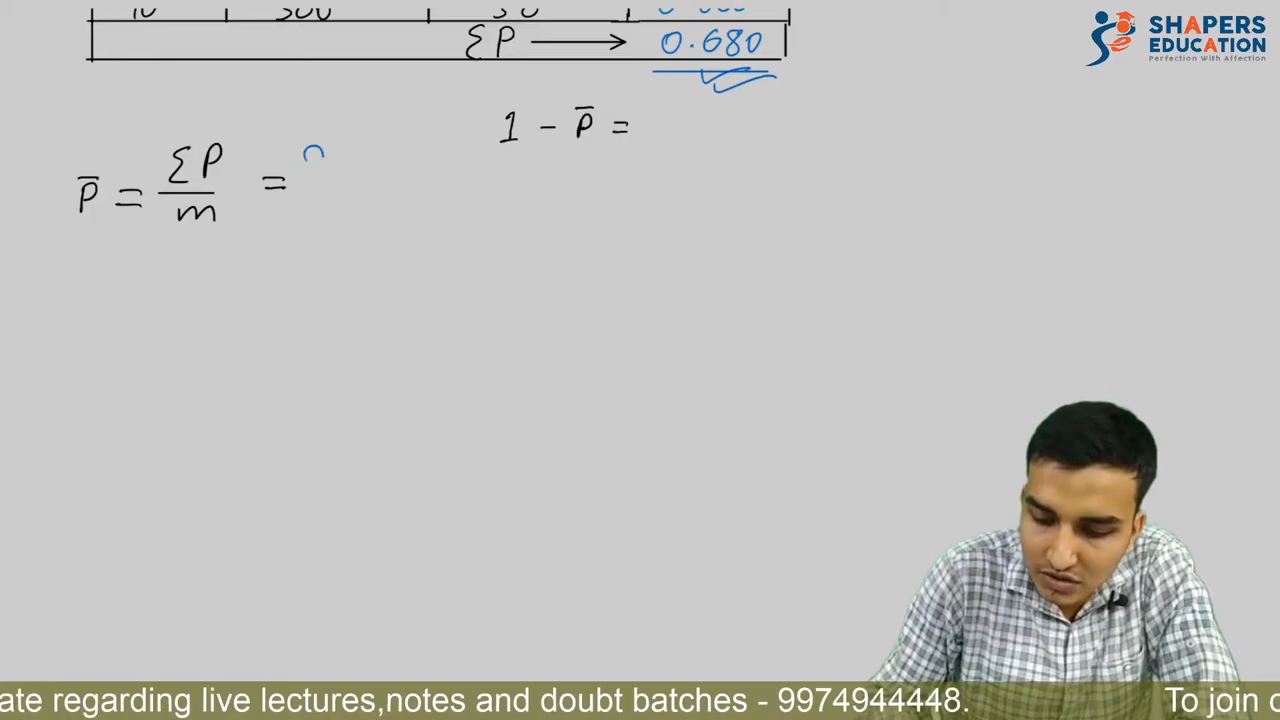 SHAPERS
EDUCATION
Perfection With Affection
ΣP → 0.680
1 - P̄ =
P̄ = ΣP / m =
ate regarding live lectures,notes and doubt batches - 9974944448. To join